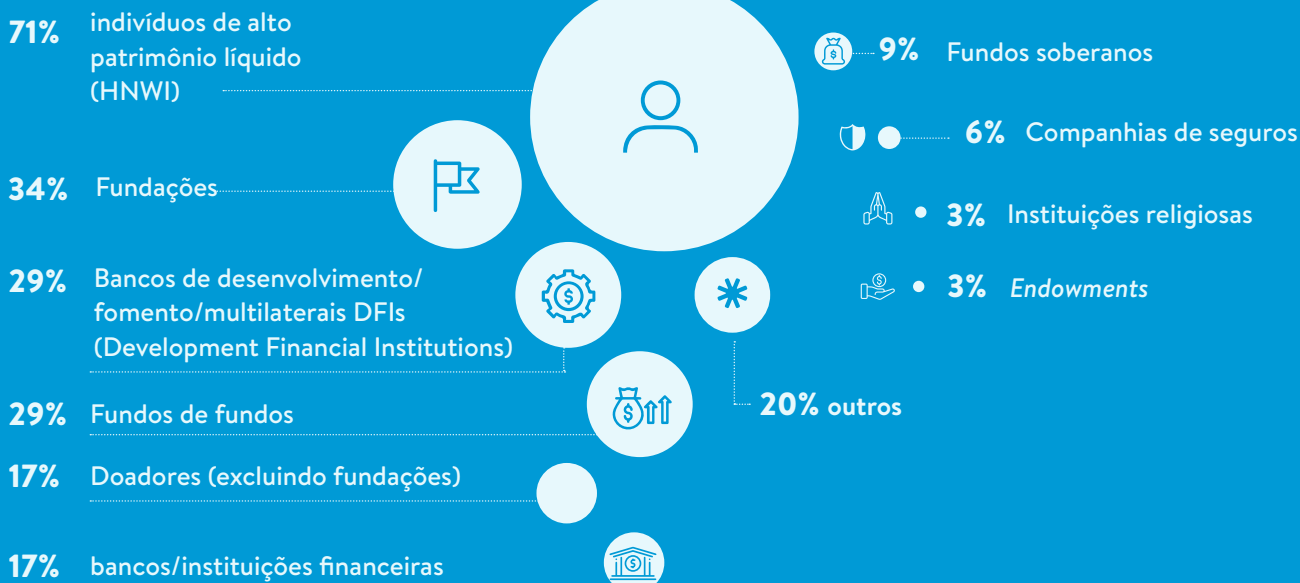 71% indivíduos de alto
patrimônio líquido
(HNWI)
34% Fundações
29% Bancos de desenvolvimento/
fomento/multilaterais DFIs
(Development Financial Institutions)
29% Fundos de fundos
17% Doadores (excluindo fundações)
17% bancos/instituições financeiras
9% Fundos soberanos
6% Companhias de seguros
3% Instituições religiosas
3% Endowments
20% outros